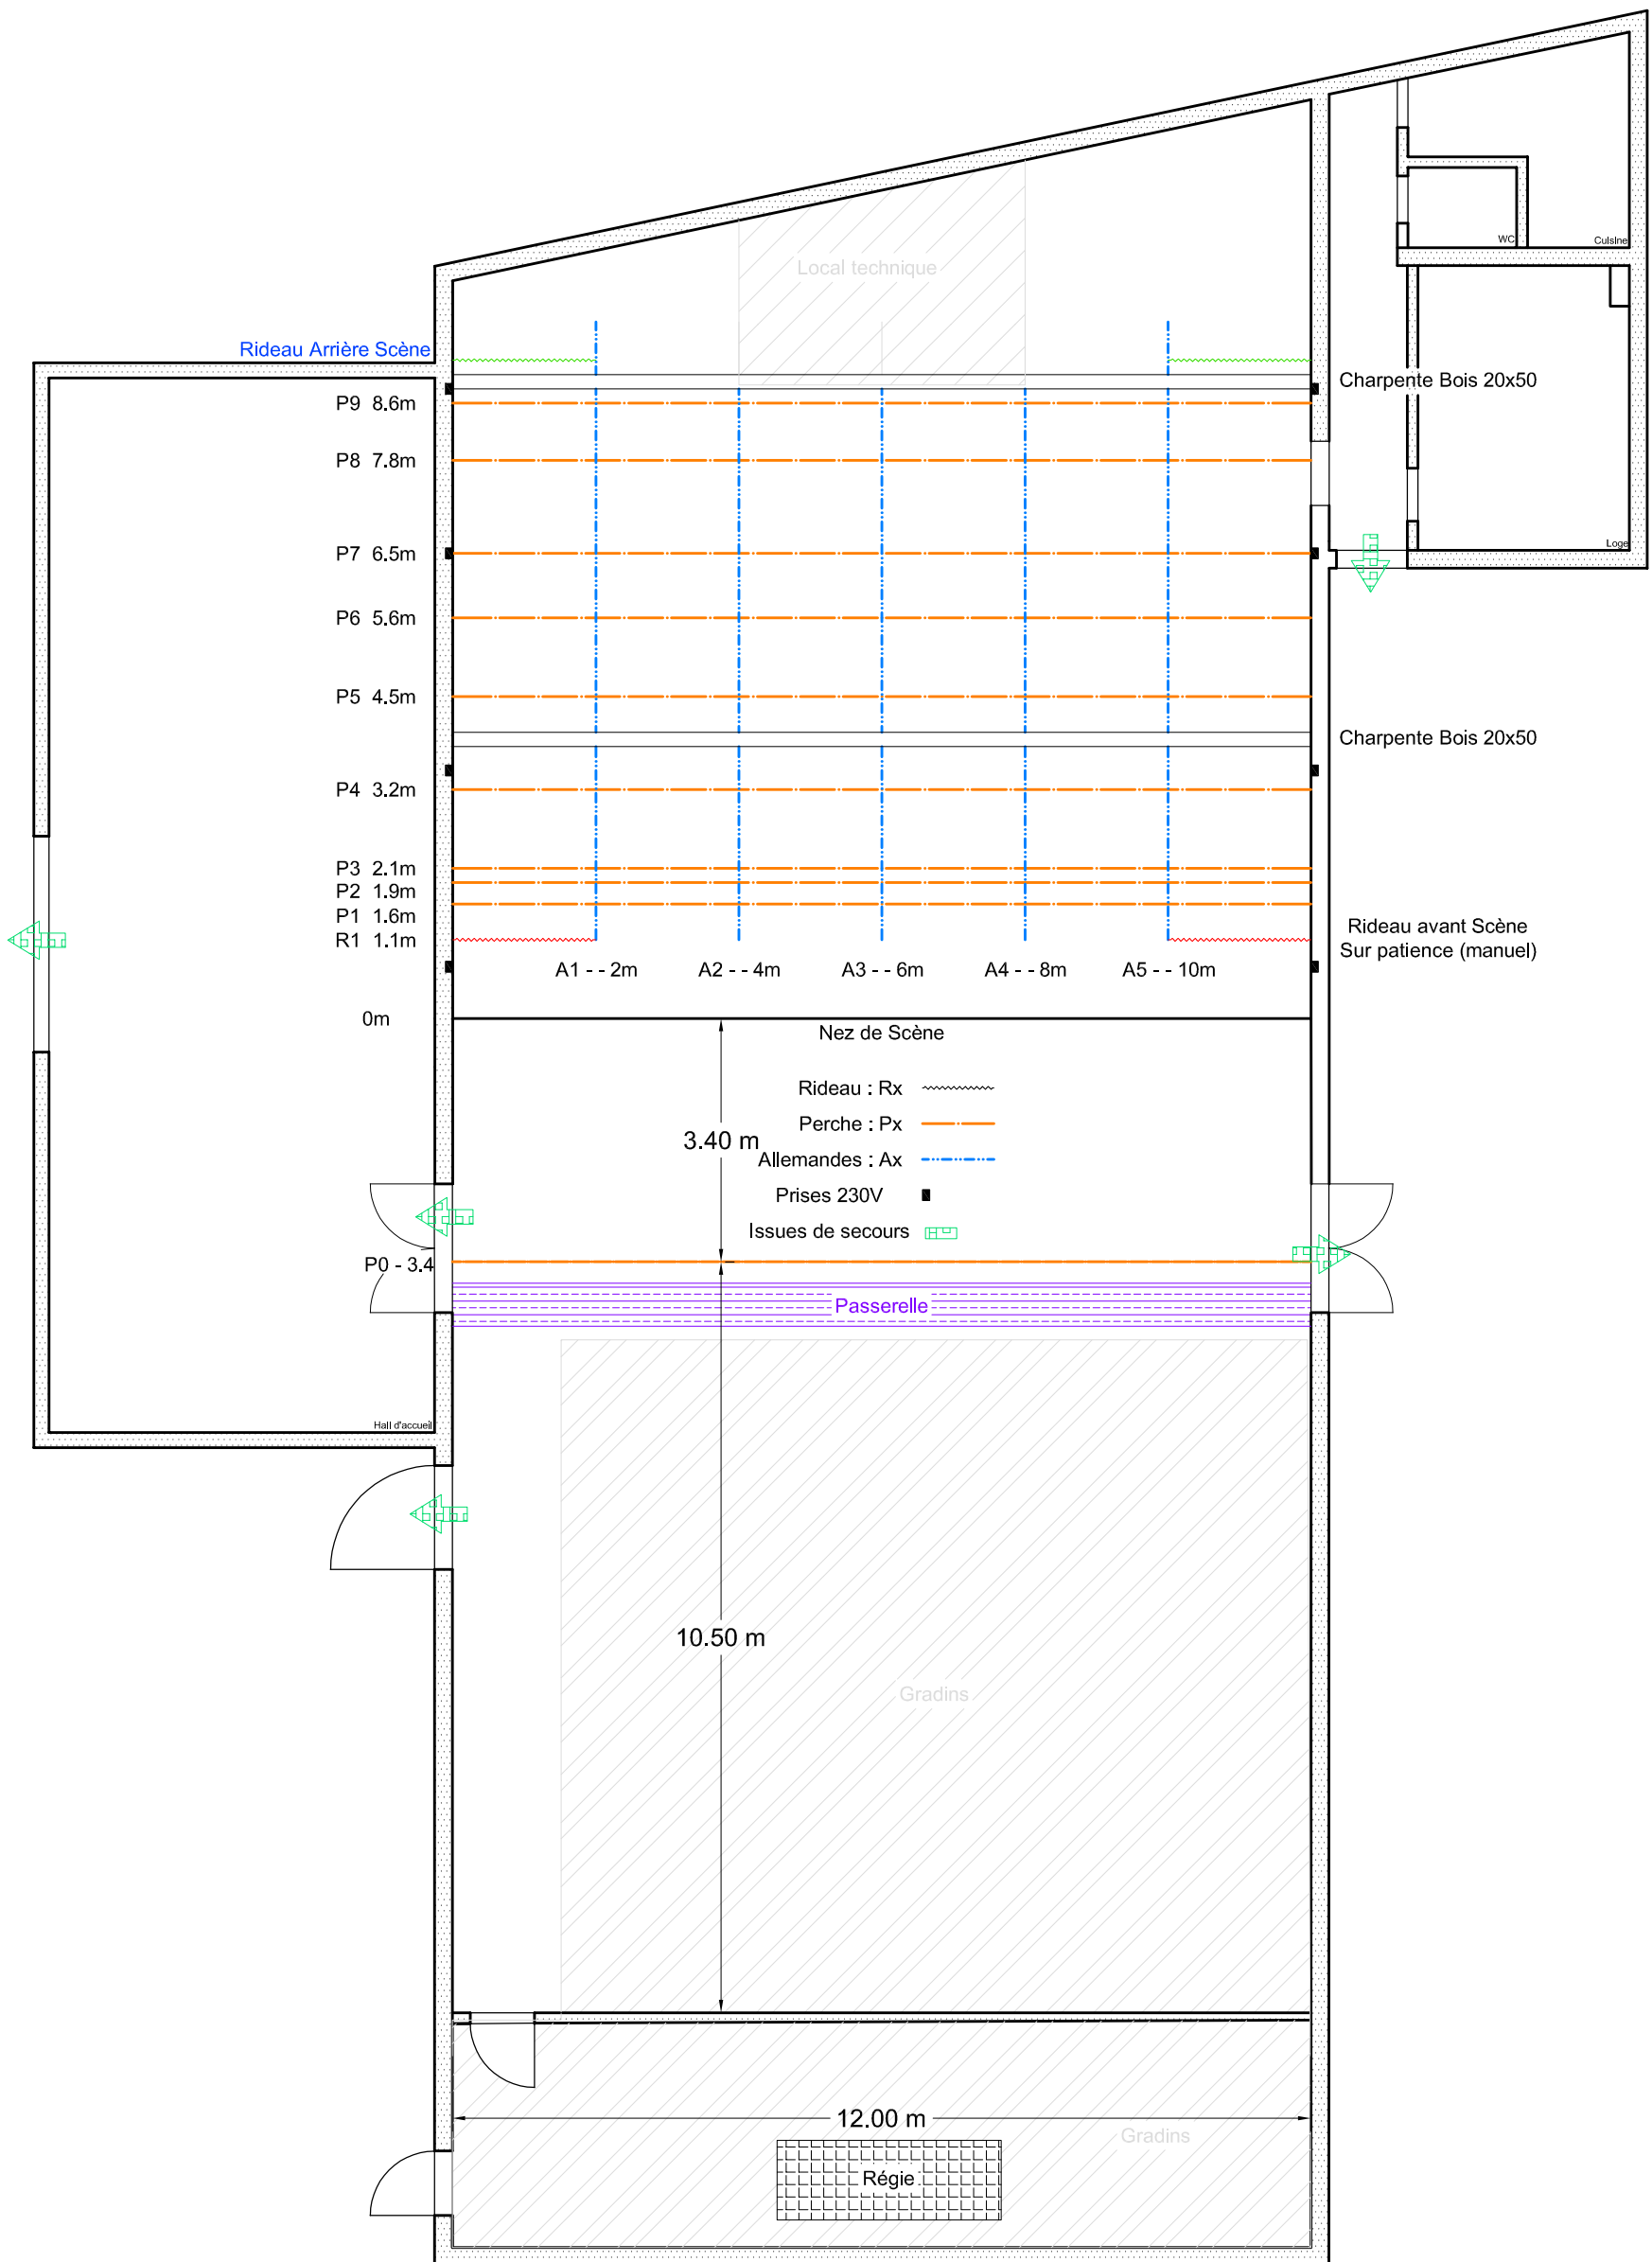 WC
Cuisine
Local technique
Rideau Arrière Scène
Charpente Bois 20x50
P9 8.6m
P8 7.8m
Loge
P7 6.5m
P6 5.6m
P5 4.5m
Charpente Bois 20x50
P4 3.2m
P3 2.1m
P2 1.9m
P1 1.6m
R1 1.1m
Rideau avant Scène
Sur patience (manuel)
A1 - - 2m
A2 - - 4m
A3 - - 6m
A4 - - 8m
A5 - - 10m
0m
Nez de Scène
Rideau : Rx
Perche : Px
3.40 m
Allemandes : Ax
Prises 230V
Issues de secours
P0 - 3.4
Passerelle
Hall d'accueil
10.50 m
Gradins
12.00 m
Gradins
Régie